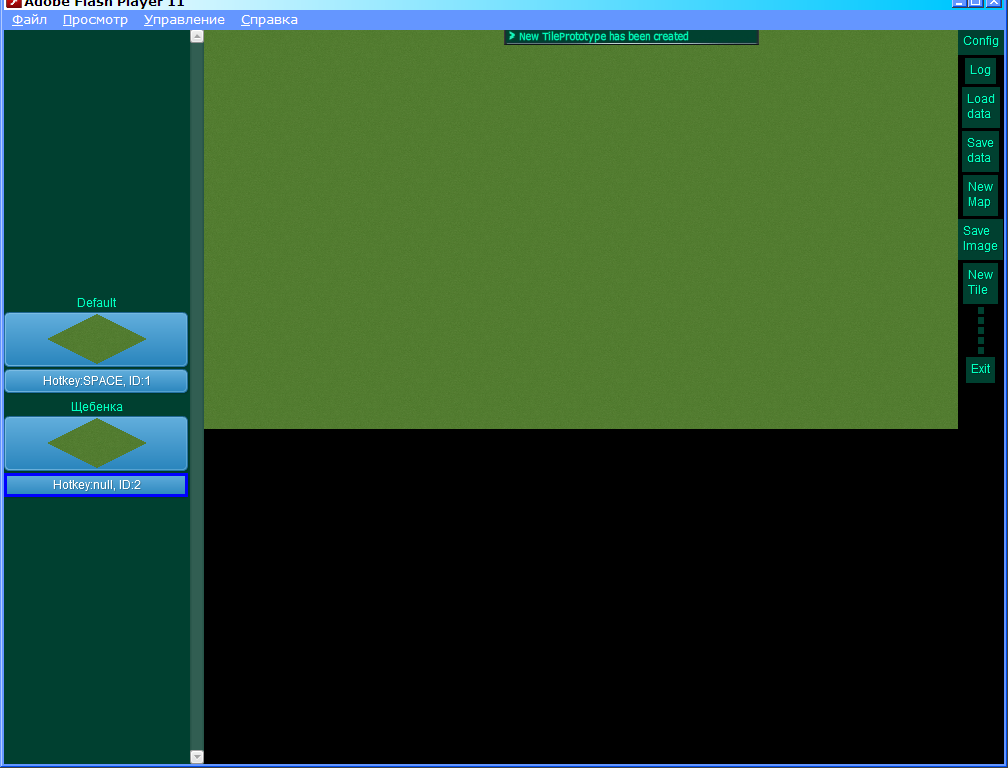 Adobe Flash Player 11
Файл Просмотр Управление Справка
> New TilePrototype has been created
Config
Log
Load
data
Save
data
New
Map
Save
Image
New
Tile
Exit
Default
Hotkey:SPACE, ID:1
Щебенка
Hotkey:null, ID:2